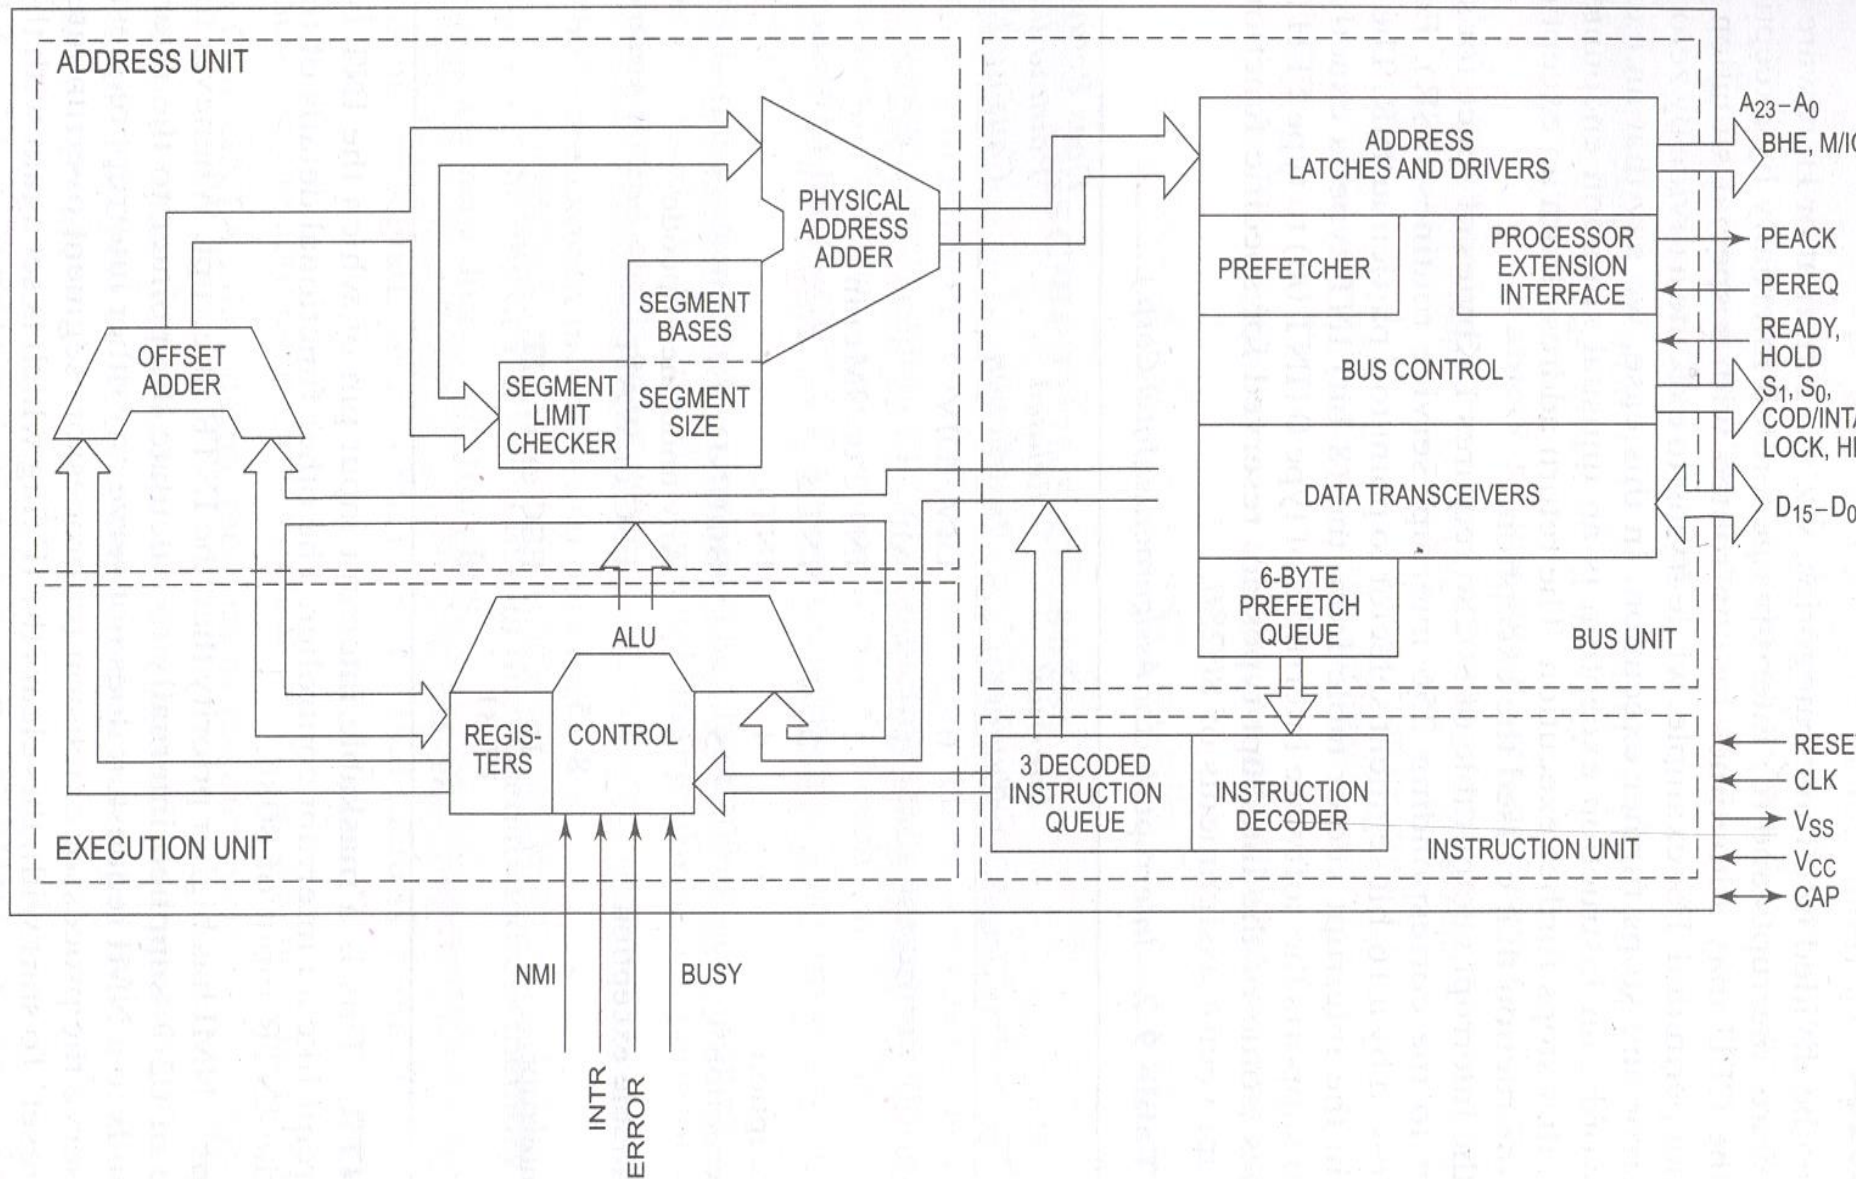 ADDRESS UNIT
PHYSICAL
ADDRESS
ADDER
SEGMENT
BASES
OFFSET
ADDER
SEGMENT
LIMIT
CHECKER
SEGMENT
SIZE
ADDRESS
LATCHES AND DRIVERS
PREFETCHER
PROCESSOR
EXTENSION
INTERFACE
BUS CONTROL
DATA TRANSCEIVERS
6-BYTE
PREFETCH
QUEUE
BUS UNIT
A₂₃–A₀
BHE, M/IO
PEACK
PEREQ
READY,
HOLD
S₁, S₀,
COD/INTA
LOCK, HL
D₁₅–D₀
ALU
REGIS-
TERS
CONTROL
EXECUTION UNIT
3 DECODED
INSTRUCTION
QUEUE
INSTRUCTION
DECODER
INSTRUCTION UNIT
RESE
CLK
V_SS
V_CC
CAP
NMI
INTR
ERROR
BUSY